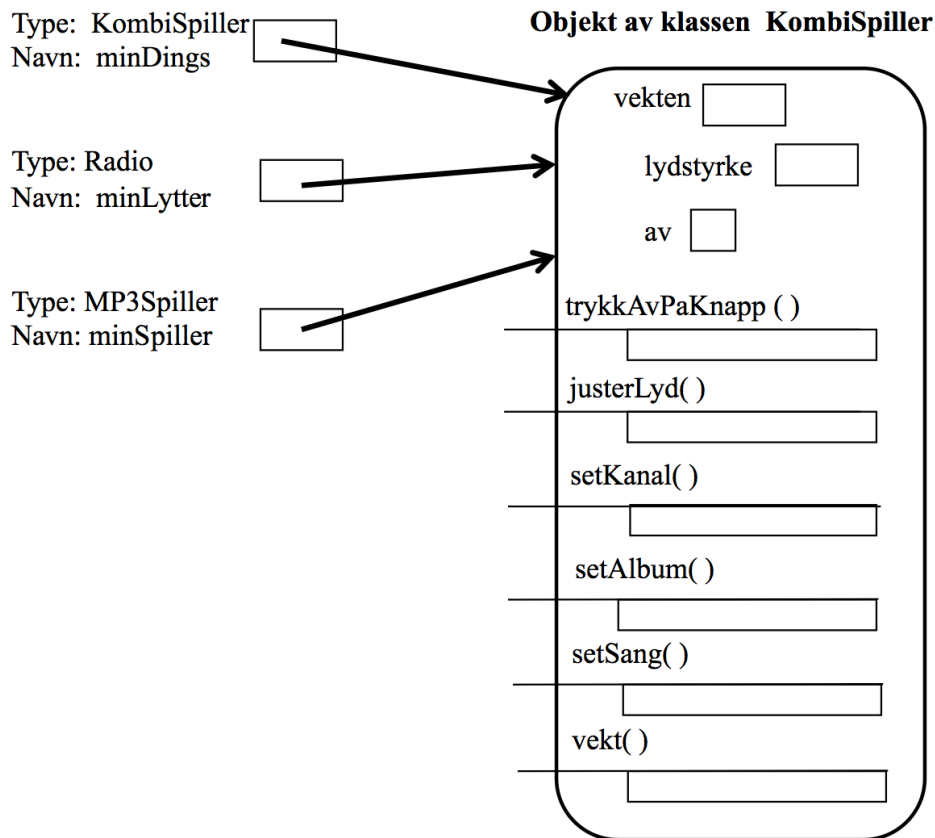 Type: KombiSpiller
Navn: minDings
Type: Radio
Navn: minLytter
Type: MP3Spiller
Navn: minSpiller
Objekt av klassen KombiSpiller
vekten
lydstyrke
av
trykkAvPaKnapp ( )
justerLyd( )
setKanal( )
setAlbum( )
setSang( )
vekt( )